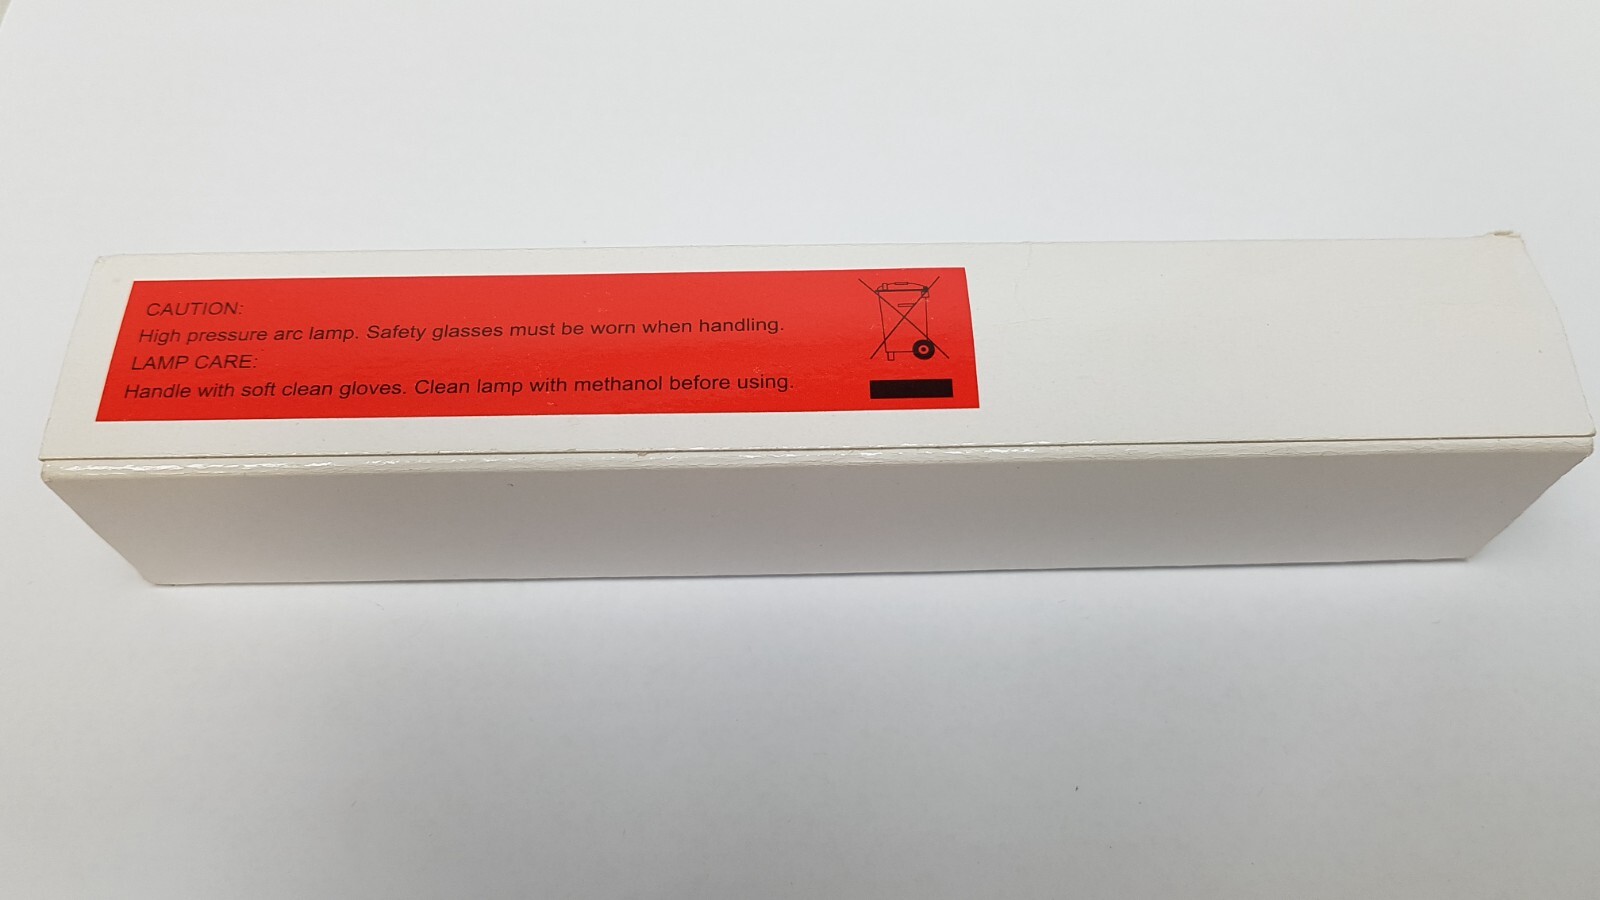 CAUTION:
High pressure arc lamp. Safety glasses must be worn when handling.
LAMP CARE:
Handle with soft clean gloves. Clean lamp with methanol before using.